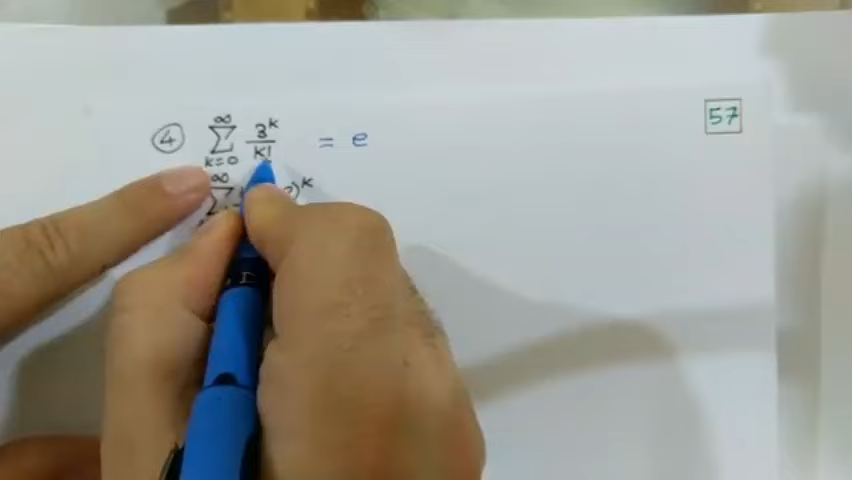 57
④ ∞ ∑ k=0 3^k / k! = e
∞ ∑ )^k